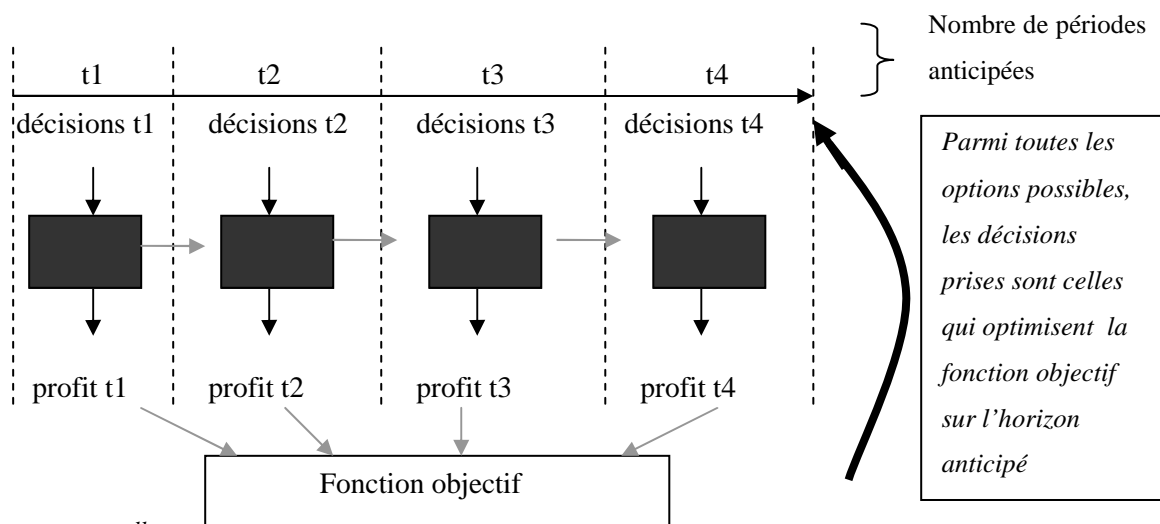 Nombre de périodes
anticipées
t1 t2 t3 t4
décisions t1 décisions t2 décisions t3 décisions t4
Parmi toutes les
options possibles,
les décisions
prises sont celles
qui optimisent la
fonction objectif
sur l’horizon
anticipé
profit t1 profit t2 profit t3 profit t4
Fonction objectif